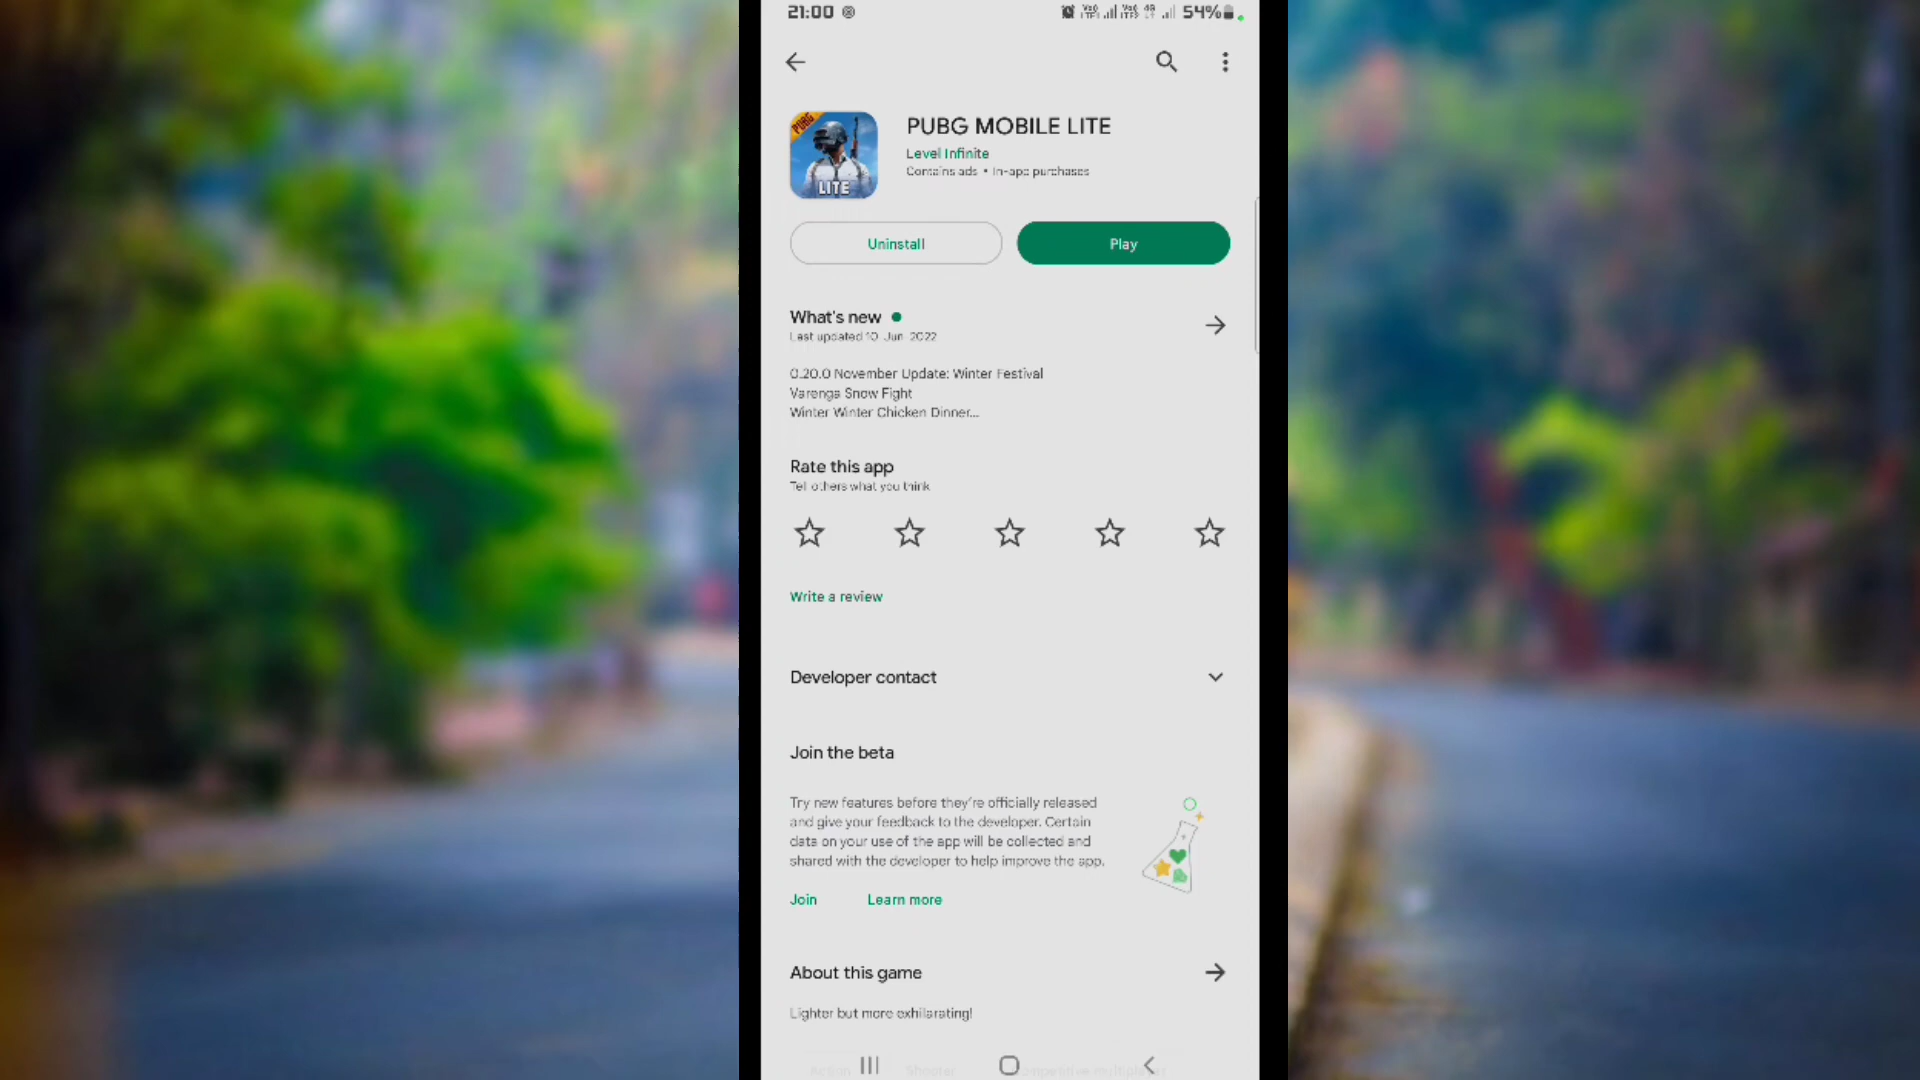 21:00
54%
PUBG
LITE
PUBG MOBILE LITE
Level Infinite
Contains ads • In-app purchases
Uninstall
Play
What's new
Last updated 10 Jun 2022
0.20.0 November Update: Winter Festival
Varenga Snow Fight
Winter Winter Chicken Dinner...
Rate this app
Tell others what you think
Write a review
Developer contact
Join the beta
Try new features before they're officially released
and give your feedback to the developer. Certain
data on your use of the app will be collected and
shared with the developer to help improve the app.
Join
Learn more
About this game
Lighter but more exhilarating!
Action
Shooter
Competitive multiplayer